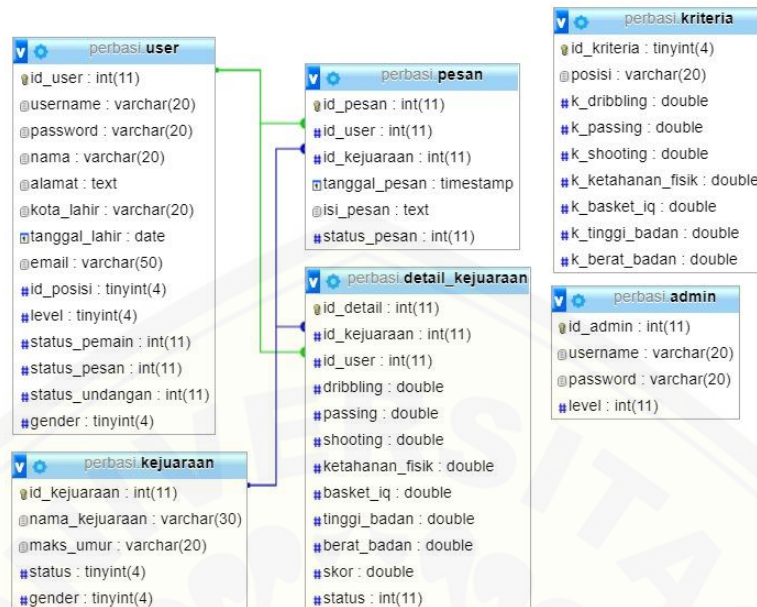 perbasi.user
id_user : int(11)
username : varchar(20)
password : varchar(20)
nama : varchar(20)
alamat : text
kota_lahir : varchar(20)
tanggal_lahir : date
email : varchar(50)
id_posisi : tinyint(4)
level : tinyint(4)
status_pemain : int(11)
status_pesan : int(11)
status_undangan : int(11)
gender : tinyint(4)
perbasi.kejuaraan
id_kejuaraan : int(11)
nama_kejuaraan : varchar(30)
maks_umur : varchar(20)
status : tinyint(4)
gender : tinyint(4)
perbasi.pesan
id_pesan : int(11)
id_user : int(11)
id_kejuaraan : int(11)
tanggal_pesan : timestamp
isi_pesan : text
status_pesan : int(11)
perbasi.detail_kejuaraan
id_detail : int(11)
id_kejuaraan : int(11)
id_user : int(11)
dribbling : double
passing : double
shooting : double
ketahanan_fisik : double
basket_iq : double
tinggi_badan : double
berat_badan : double
skor : double
status : int(11)
perbasi.kriteria
id_kriteria : tinyint(4)
posisi : varchar(20)
k_dribbling : double
k_passing : double
k_shooting : double
k_ketahanan_fisik : double
k_basket_iq : double
k_tinggi_badan : double
k_berat_badan : double
perbasi.admin
id_admin : int(11)
username : varchar(20)
password : varchar(20)
level : int(11)
UNIVERSITA